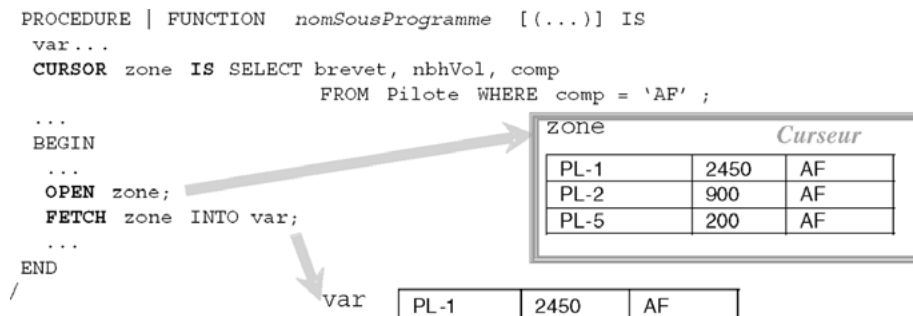 PROCEDURE | FUNCTION nomSousProgramme [(...)] IS
var...
CURSOR zone IS SELECT brevet, nbhVol, comp
FROM Pilote WHERE comp = ‘AF’ ;
...
BEGIN
...
OPEN zone;
FETCH zone INTO var;
...
END
/
zone Curseur
PL-1 2450 AF
PL-2 900 AF
PL-5 200 AF
var PL-1 2450 AF